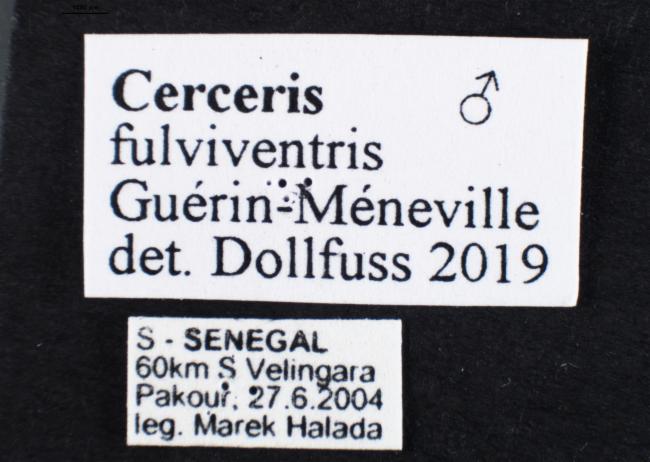 Cerceris ♂
fulviventris
Guérin-Méneville
det. Dollfuss 2019
S - SENEGAL
60km S Velingara
Pakour, 27.6.2004
leg. Marek Halada